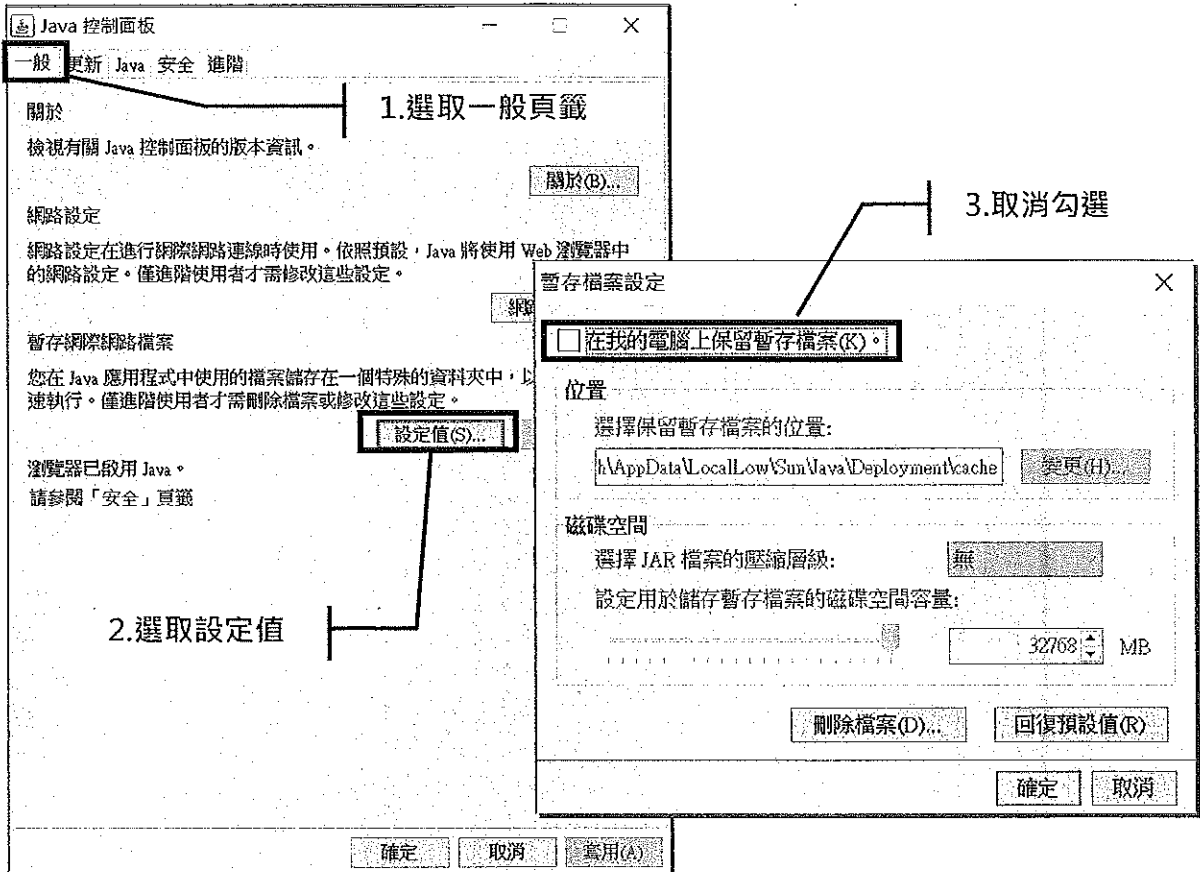 Java 控制面板
一般 更新 Java 安全 進階
1.選取一般頁籤
關於
檢視有關 Java 控制面板的版本資訊。
關於(B)...
網路設定
網路設定在進行網際網路連線時使用。依照預設，Java 將使用 Web 瀏覽器中
的網路設定。僅進階使用者才需修改這些設定。
暫存網際網路檔案
您在 Java 應用程式中使用的檔案儲存在一個特殊的資料夾中，以
速執行。僅進階使用者才需刪除檔案或修改這些設定。
設定值(S)...
瀏覽器已啟用 Java。
請參閱「安全」頁籤
2.選取設定值
確定 取消 套用(A)
3.取消勾選
暫存檔案設定
在我的電腦上保留暫存檔案(K)。
位置
選擇保留暫存檔案的位置:
h\AppData\LocalLow\Sun\Java\Deployment\cache 變更(H)...
磁碟空間
選擇 JAR 檔案的壓縮層級: 無
設定用於儲存暫存檔案的磁碟空間容量:
32768 MB
刪除檔案(D)... 回復預設值(R)
確定 取消